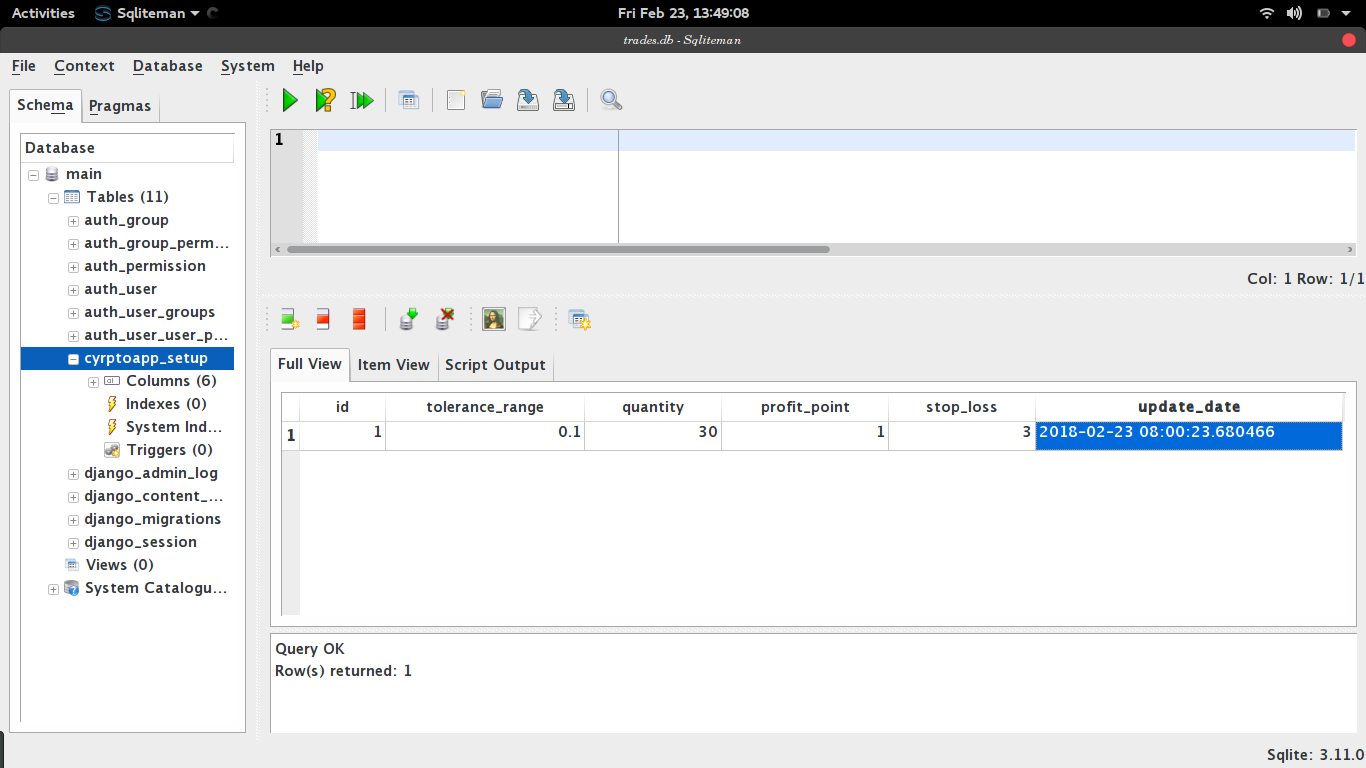 Activities Sqliteman Fri Feb 23, 13:49:08
trades.db - Sqliteman
File Context Database System Help
Schema Pragmas
Database
main
Tables (11)
auth_group
auth_group_perm...
auth_permission
auth_user
auth_user_groups
auth_user_user_p...
cyrptoapp_setup
Columns (6)
Indexes (0)
System Ind...
Triggers (0)
django_admin_log
django_content_...
django_migrations
django_session
Views (0)
System Catalogu...
1
Col: 1 Row: 1/1
Full View Item View Script Output
id tolerance_range quantity profit_point stop_loss update_date
1 1 0.1 30 1 3 2018-02-23 08:00:23.680466
Query OK
Row(s) returned: 1
Sqlite: 3.11.0